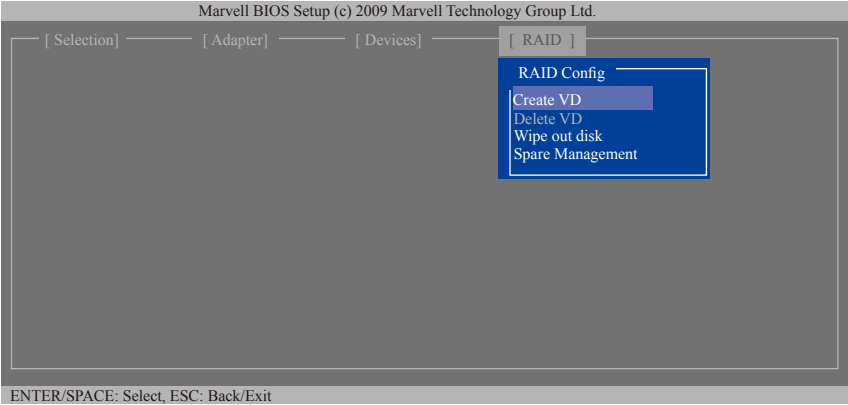 Marvell BIOS Setup (c) 2009 Marvell Technology Group Ltd.
[ Selection] [ Adapter] [ Devices] [ RAID ]
RAID Config
Create VD
Delete VD
Wipe out disk
Spare Management
ENTER/SPACE: Select, ESC: Back/Exit